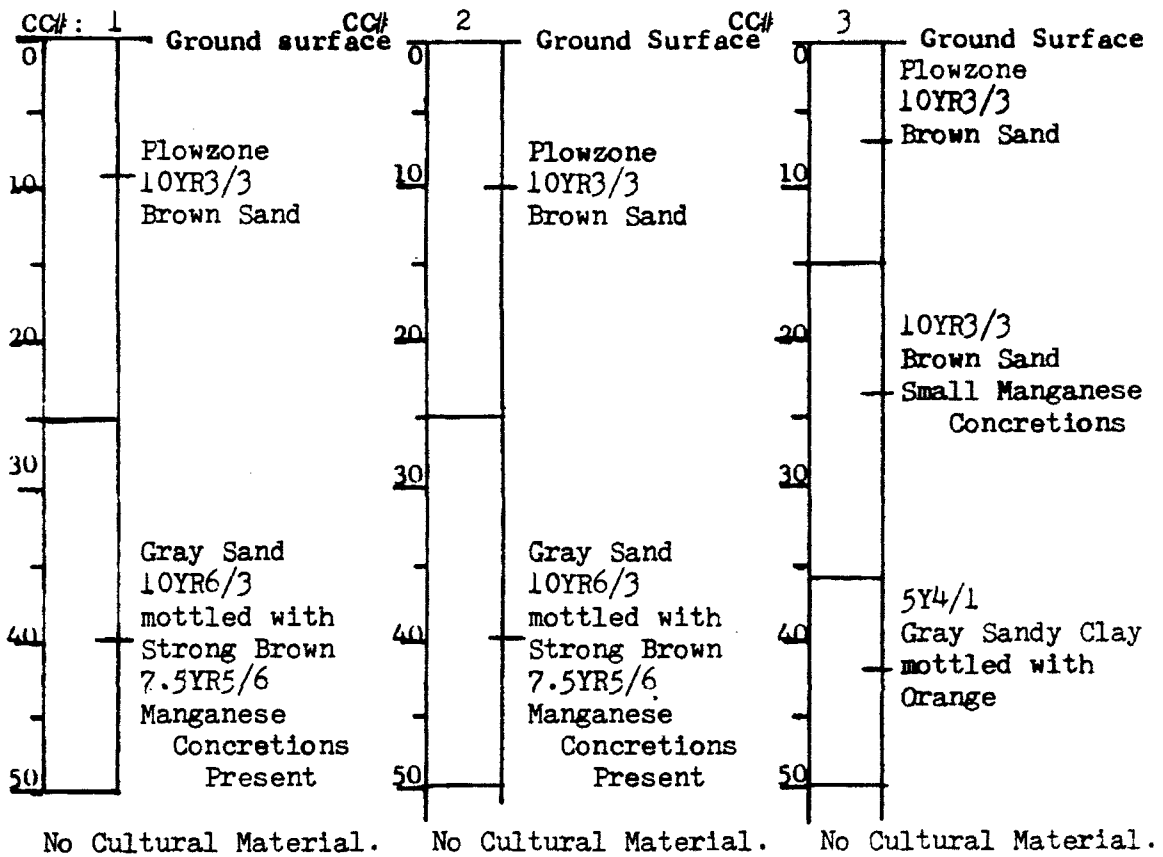 CC#: 1
Ground surface
0
Plowzone
10YR3/3
10
Brown Sand
20
30
Gray Sand
10YR6/3
mottled with
40
Strong Brown
7.5YR5/6
Manganese
Concretions
Present
50
No Cultural Material.
CC# 2
Ground Surface
0
Plowzone
10YR3/3
10
Brown Sand
20
30
Gray Sand
10YR6/3
mottled with
40
Strong Brown
7.5YR5/6
Manganese
Concretions
Present
50
No Cultural Material.
CC# 3
Ground Surface
0
Plowzone
10YR3/3
Brown Sand
10
10YR3/3
20
Brown Sand
Small Manganese
Concretions
30
5Y4/1
40
Gray Sandy Clay
mottled with
Orange
50
No Cultural Material.